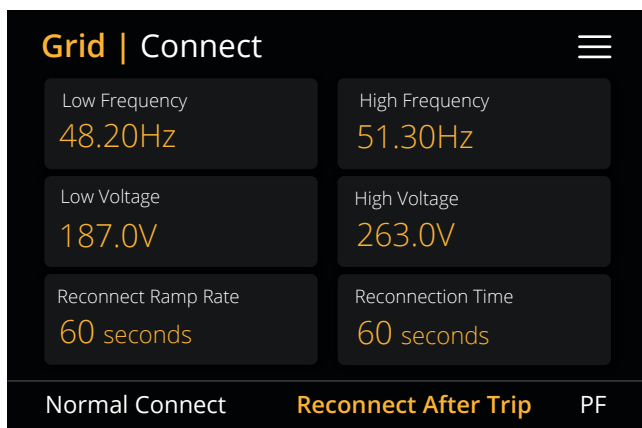 Grid | Connect
Low Frequency
48.20Hz
High Frequency
51.30Hz
Low Voltage
187.0V
High Voltage
263.0V
Reconnect Ramp Rate
60 seconds
Reconnection Time
60 seconds
Normal Connect
Reconnect After Trip
PF